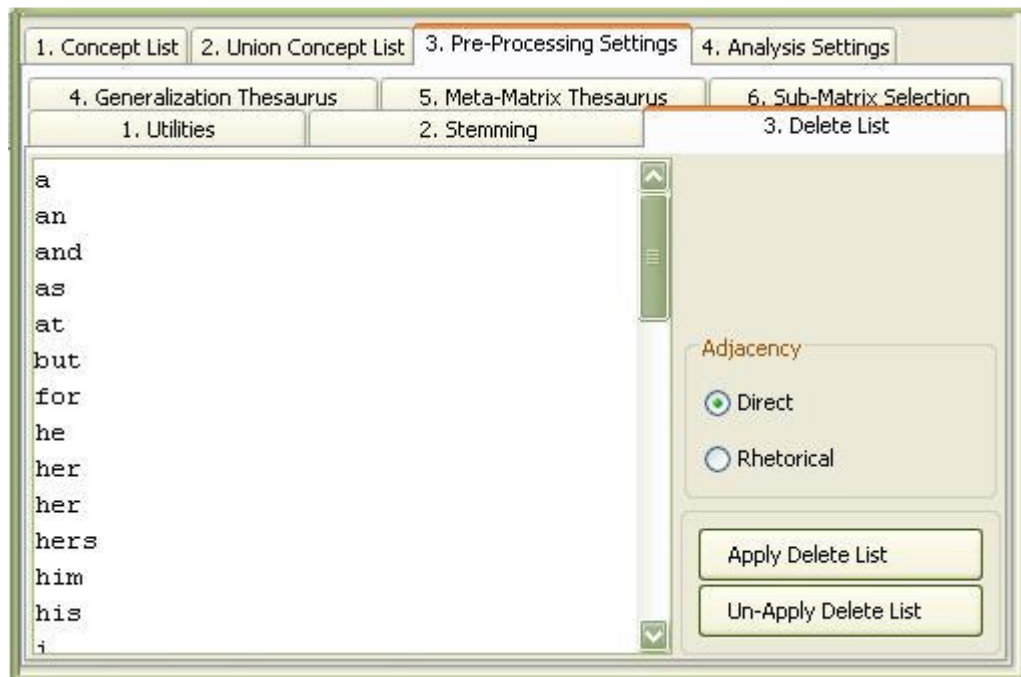 1. Concept List 2. Union Concept List 3. Pre-Processing Settings 4. Analysis Settings
4. Generalization Thesaurus 5. Meta-Matrix Thesaurus 6. Sub-Matrix Selection
1. Utilities 2. Stemming 3. Delete List
a
an
and
as
at
but
for
he
her
her
hers
him
his
i
Adjacency
Direct
Rhetorical
Apply Delete List
Un-Apply Delete List